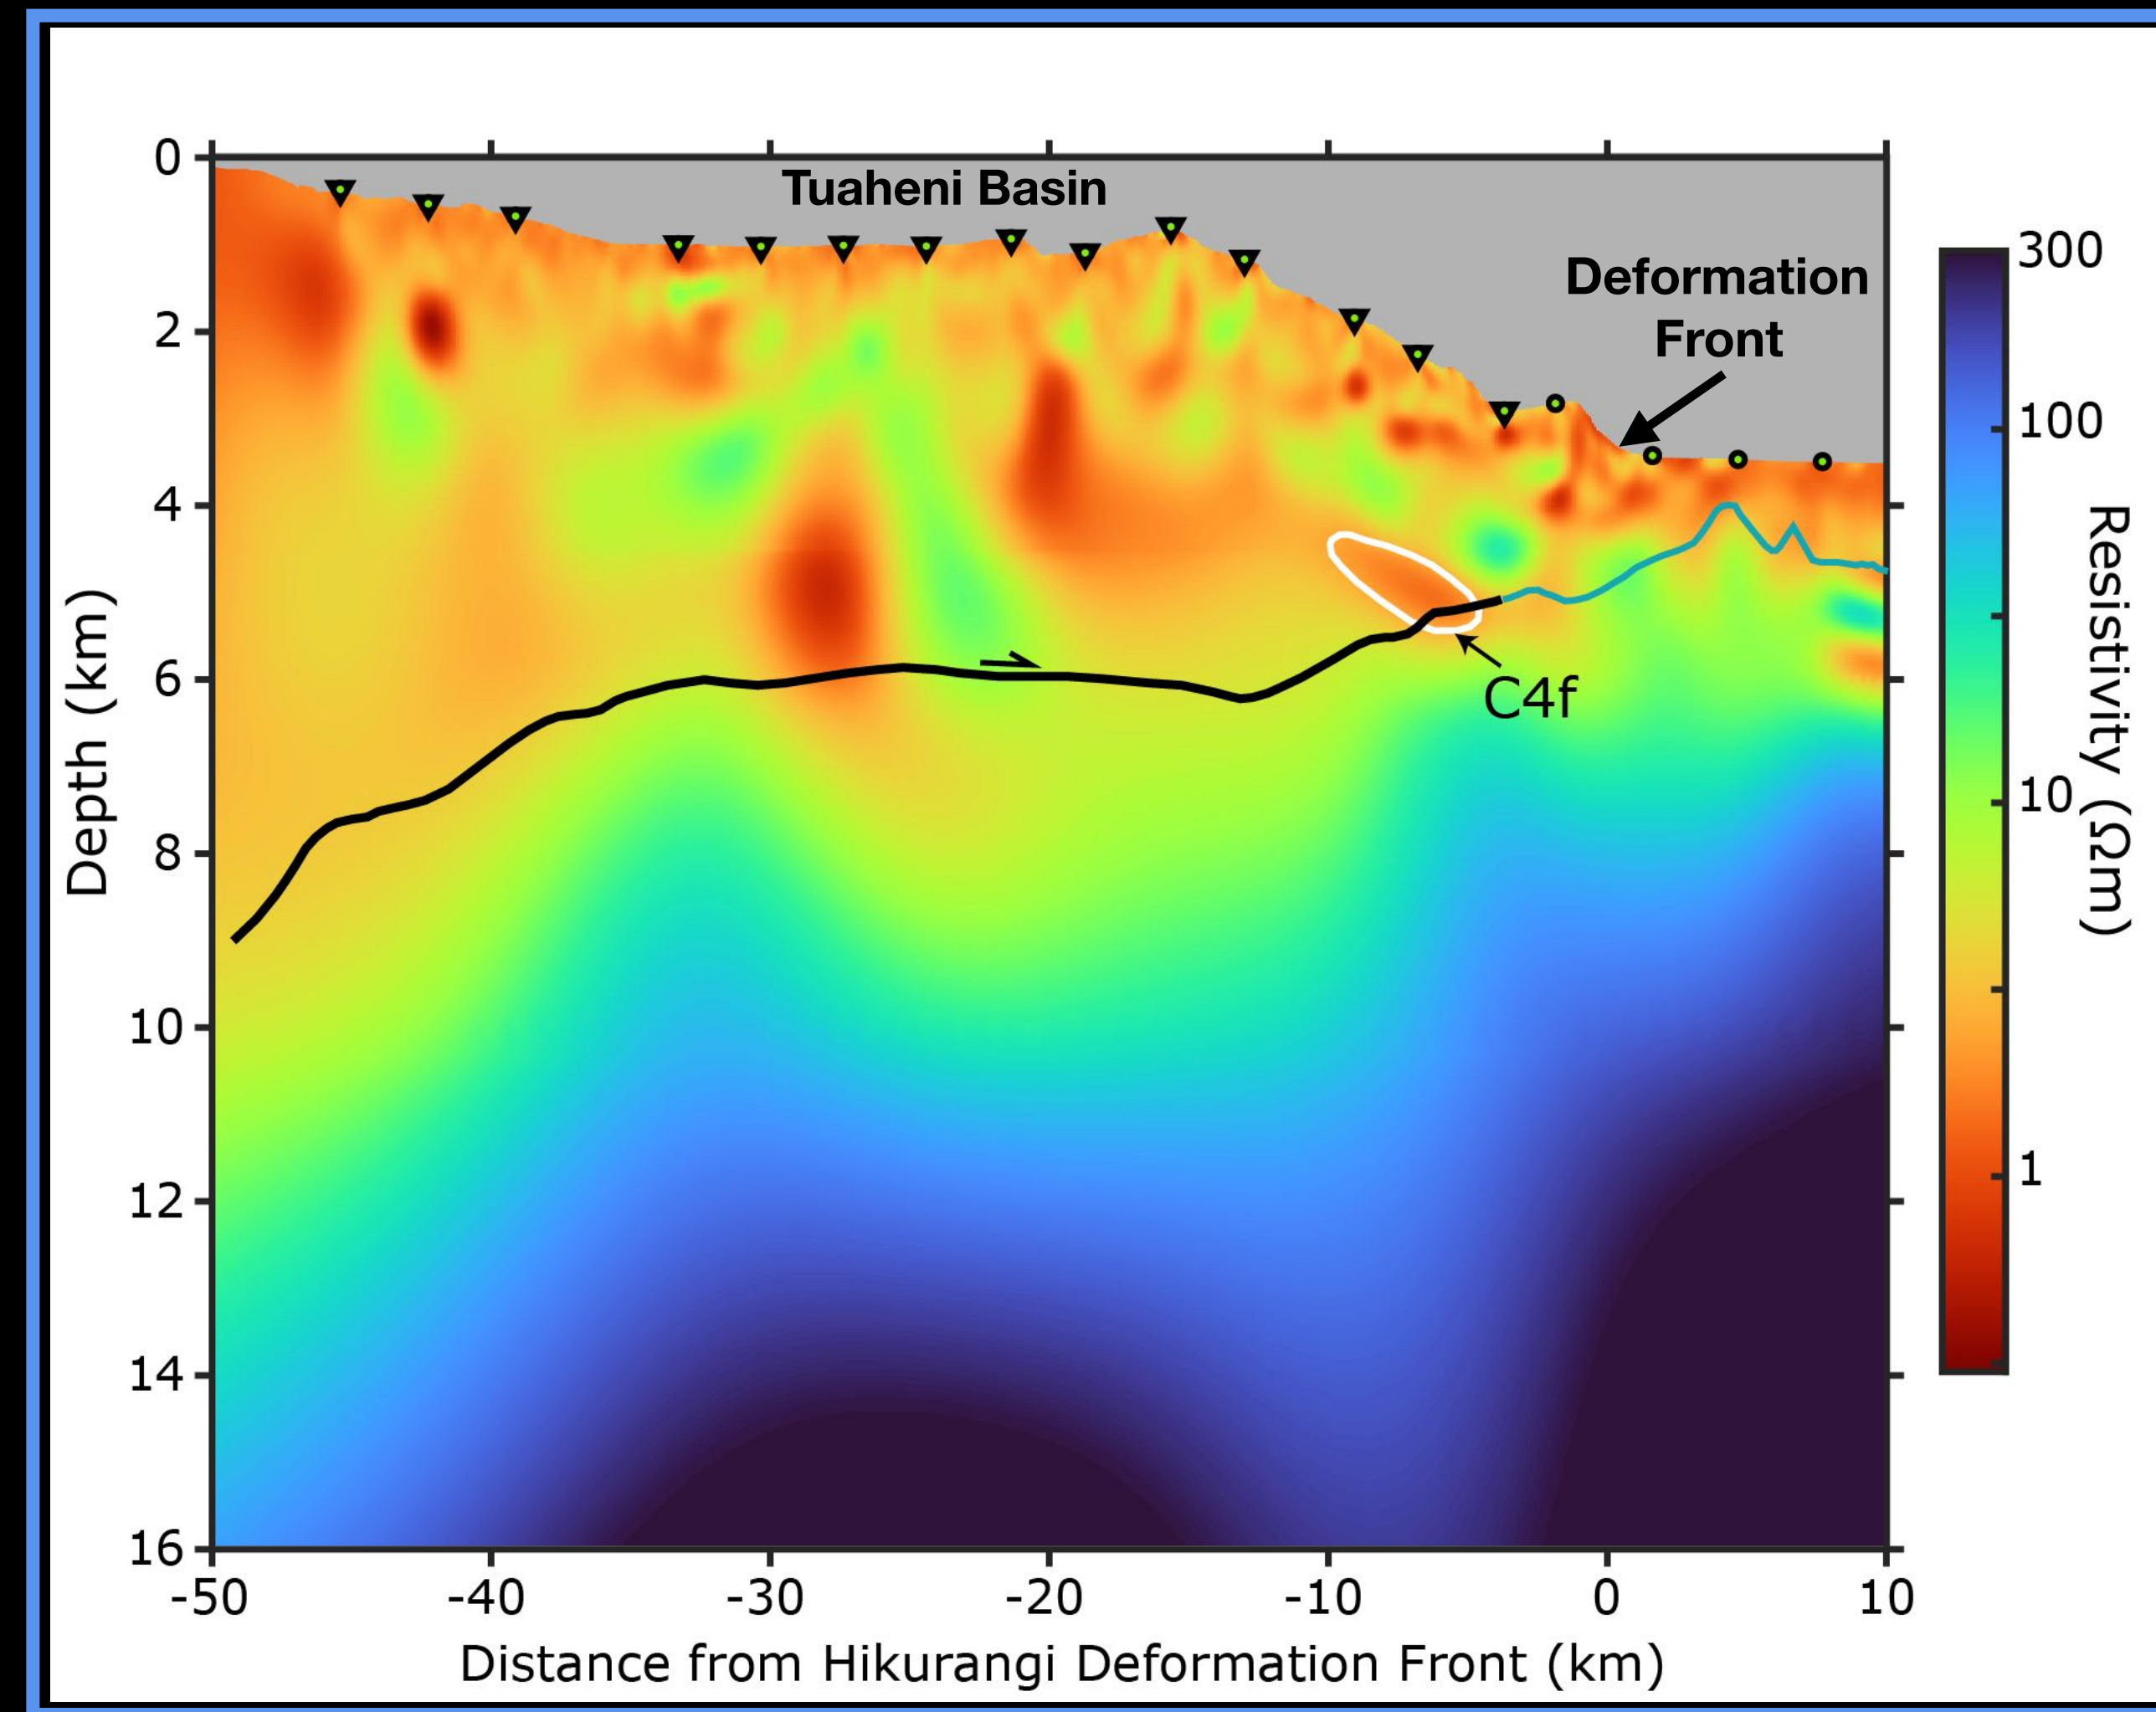 Tuaheni Basin
Deformation
Front
C4f
0
2
4
6
8
10
12
14
16
Depth (km)
-50
-40
-30
-20
-10
0
10
Distance from Hikurangi Deformation Front (km)
300
100
10
1
Resistivity (Ωm)